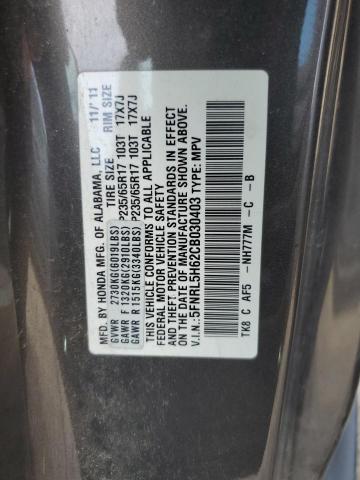 MFD. BY HONDA MFG. OF ALABAMA, LLC 11/'11
TIRE SIZE RIM SIZE
GVWR 2730KG(6019LBS)
GAWR F 1320KG(2910LBS) P235/65R17 103T 17X7J
GAWR R 1515KG(3340LBS) P235/65R17 103T 17X7J
THIS VEHICLE CONFORMS TO ALL APPLICABLE
FEDERAL MOTOR VEHICLE SAFETY
AND THEFT PREVENTION STANDARDS IN EFFECT
ON THE DATE OF MANUFACTURE SHOWN ABOVE.
V.I.N: 5FNRL5H62CB030403 TYPE: MPV
TK8 C AF5 - NH777M - C - B